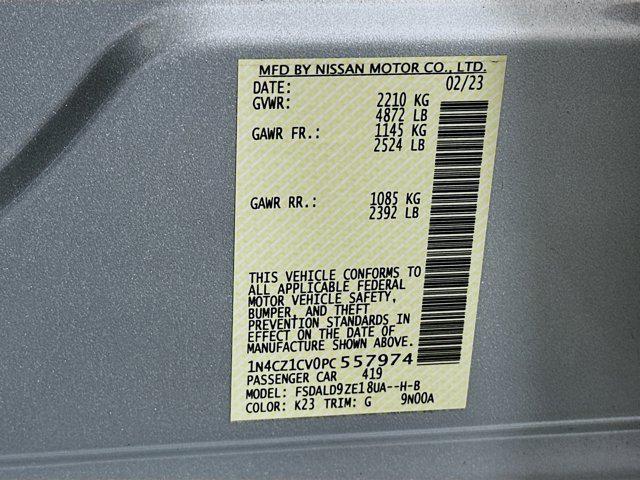 MFD BY NISSAN MOTOR CO., LTD.
DATE: 02/23
GVWR: 2210 KG
4872 LB
GAWR FR.: 1145 KG
2524 LB
GAWR RR.: 1085 KG
2392 LB
THIS VEHICLE CONFORMS TO
ALL APPLICABLE FEDERAL
MOTOR VEHICLE SAFETY,
BUMPER, AND THEFT
PREVENTION STANDARDS IN
EFFECT ON THE DATE OF
MANUFACTURE SHOWN ABOVE.
1N4CZ1CV0PC557974
PASSENGER CAR 419
MODEL: FSDALD9ZE18UA--H-B
COLOR: K23 TRIM: G 9N00A